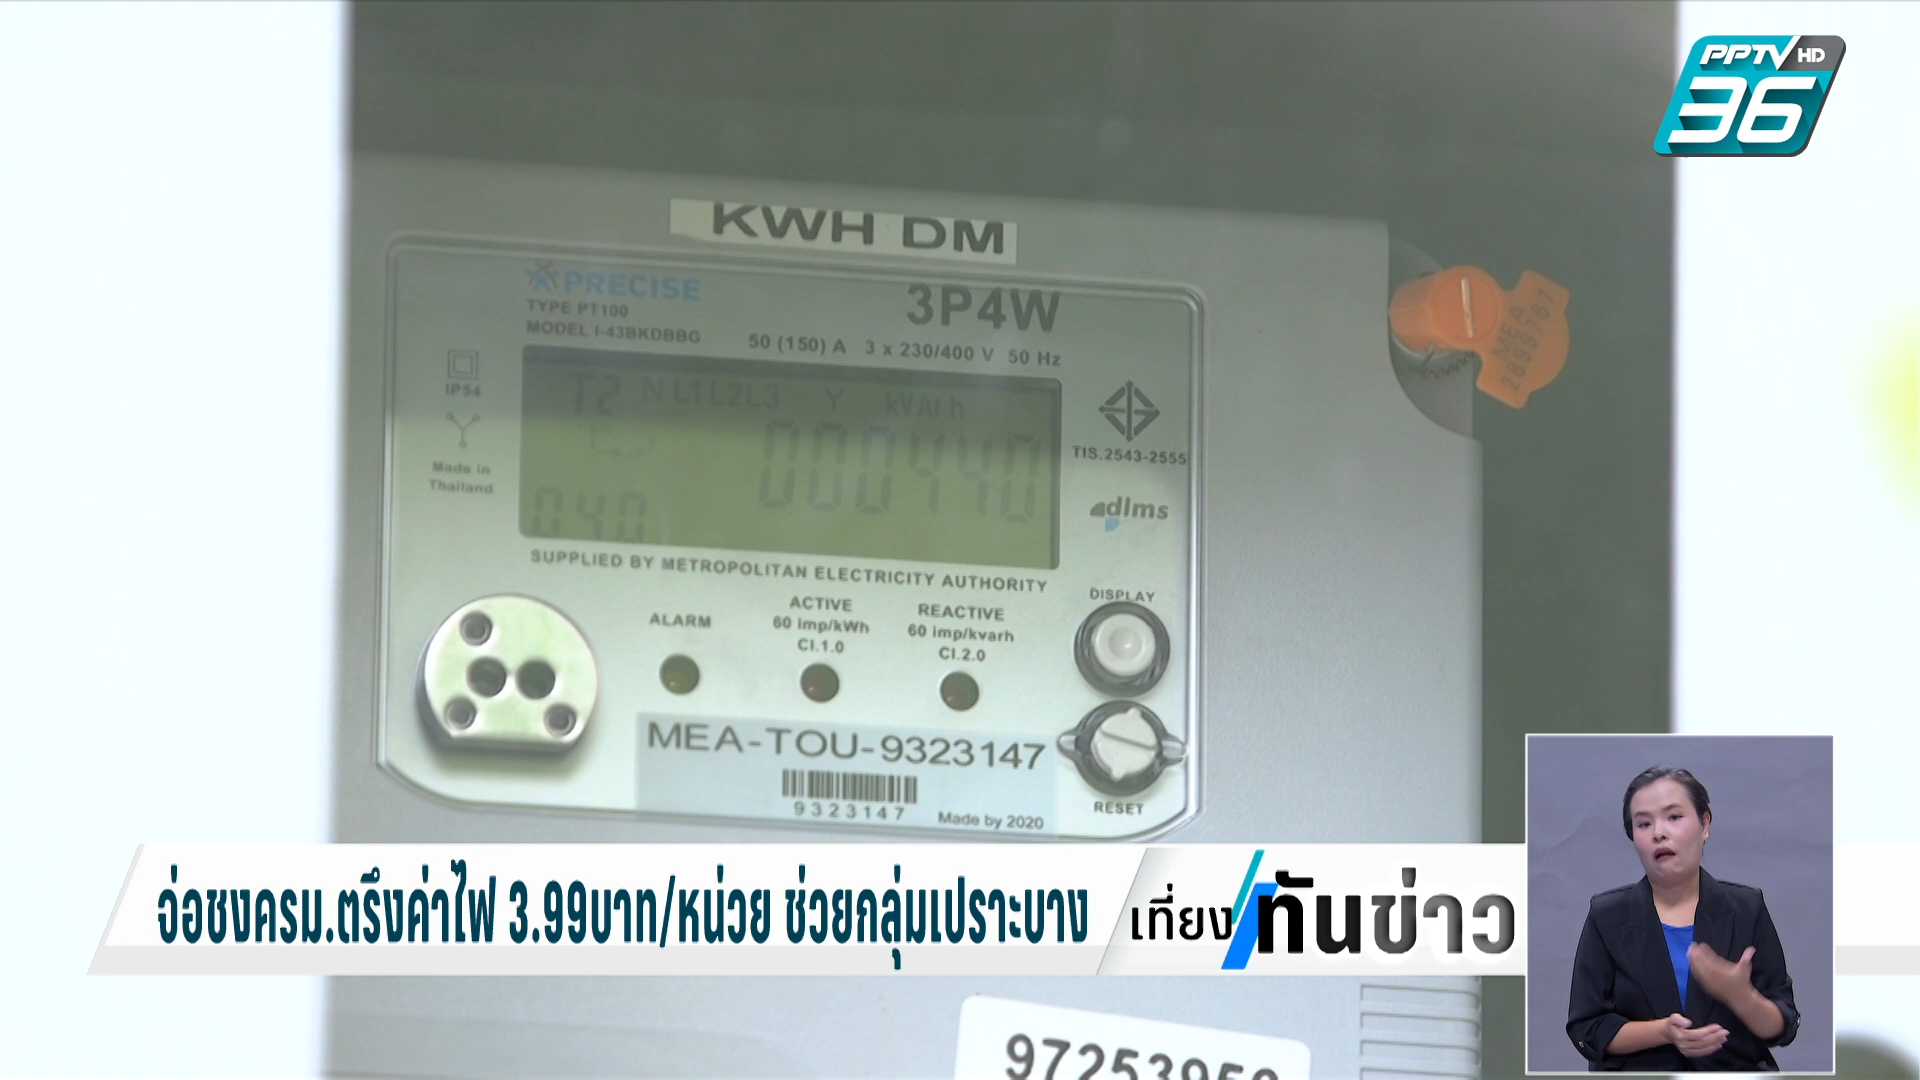 PPTV HD
36
KWH DM
PRECISE
TYPE PT100
MODEL I-43BKDBBG
3P4W
50 (150) A 3 x 230/400 V 50 Hz
IP54
Made in
Thailand
T2 N L1L2L3 Y kVArh
000440
040
TIS.2543-2555
dlms
MEA
2899767
SUPPLIED BY METROPOLITAN ELECTRICITY AUTHORITY
ALARM
ACTIVE
60 imp/kWh
Cl.1.0
REACTIVE
60 imp/kvarh
Cl.2.0
DISPLAY
MEA-TOU-9323147
9323147
Made by 2020
RESET
จ่อชงครม.ตรึงค่าไฟ 3.99บาท/หน่วย ช่วยกลุ่มเปราะบาง
เที่ยงทันข่าว